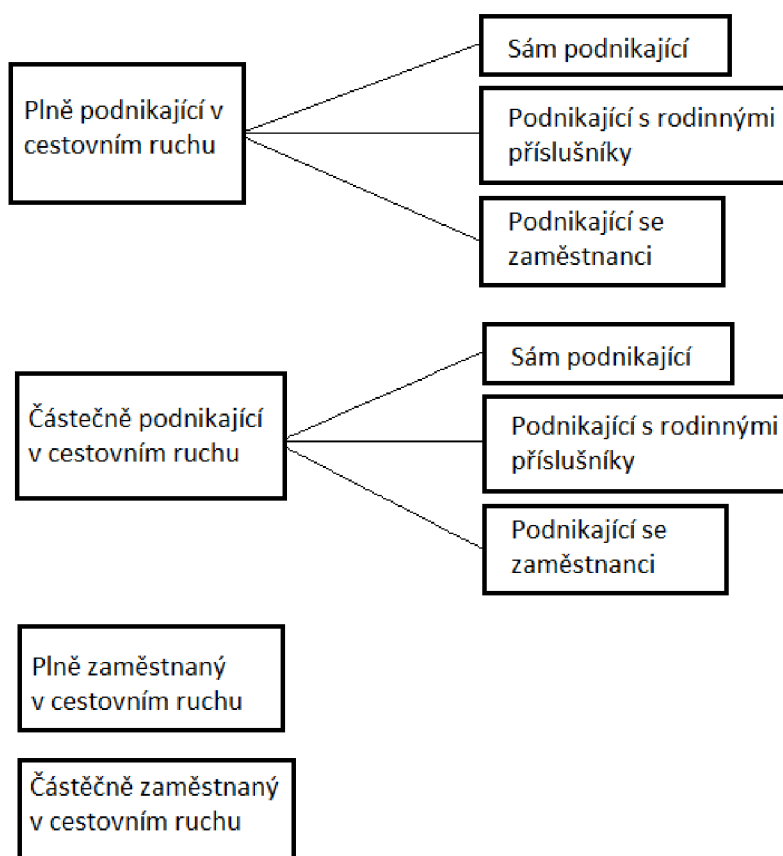 Plně podnikající v
cestovním ruchu
Sám podnikající
Podnikající s rodinnými
příslušníky
Podnikající se
zaměstnanci
Částečně podnikající
v cestovním ruchu
Sám podnikající
Podnikající s rodinnými
příslušníky
Podnikající se
zaměstnanci
Plně zaměstnaný
v cestovním ruchu
Částěčně zaměstnaný
v cestovním ruchu